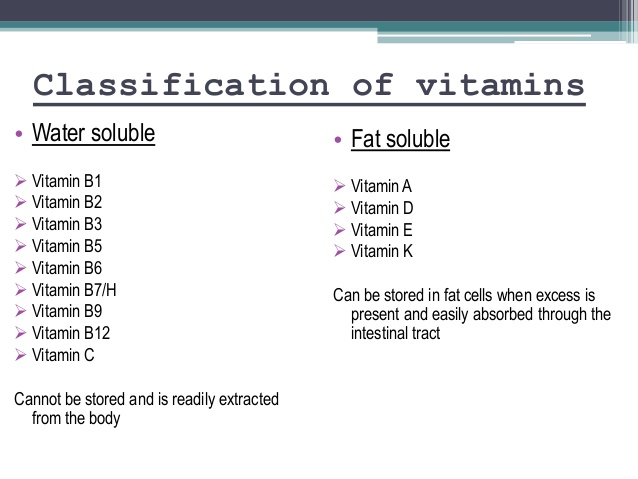 Classification of vitamins
• Water soluble
➢ Vitamin B1
➢ Vitamin B2
➢ Vitamin B3
➢ Vitamin B5
➢ Vitamin B6
➢ Vitamin B7/H
➢ Vitamin B9
➢ Vitamin B12
➢ Vitamin C
Cannot be stored and is readily extracted
from the body
• Fat soluble
➢ Vitamin A
➢ Vitamin D
➢ Vitamin E
➢ Vitamin K
Can be stored in fat cells when excess is
present and easily absorbed through the
intestinal tract